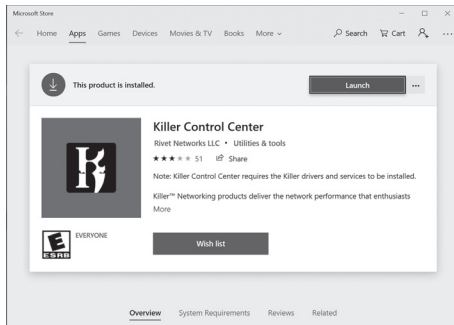 Microsoft Store
Home Apps Games Devices Movies & TV Books More Search Cart
This product is installed.
Launch
Killer Control Center
Rivet Networks LLC • Utilities & tools
51 Share
Note: Killer Control Center requires the Killer drivers and services to be installed.
Killer™ Networking products deliver the network performance that enthusiasts
More
E
ESRB
EVERYONE
Wish list
Overview System Requirements Reviews Related